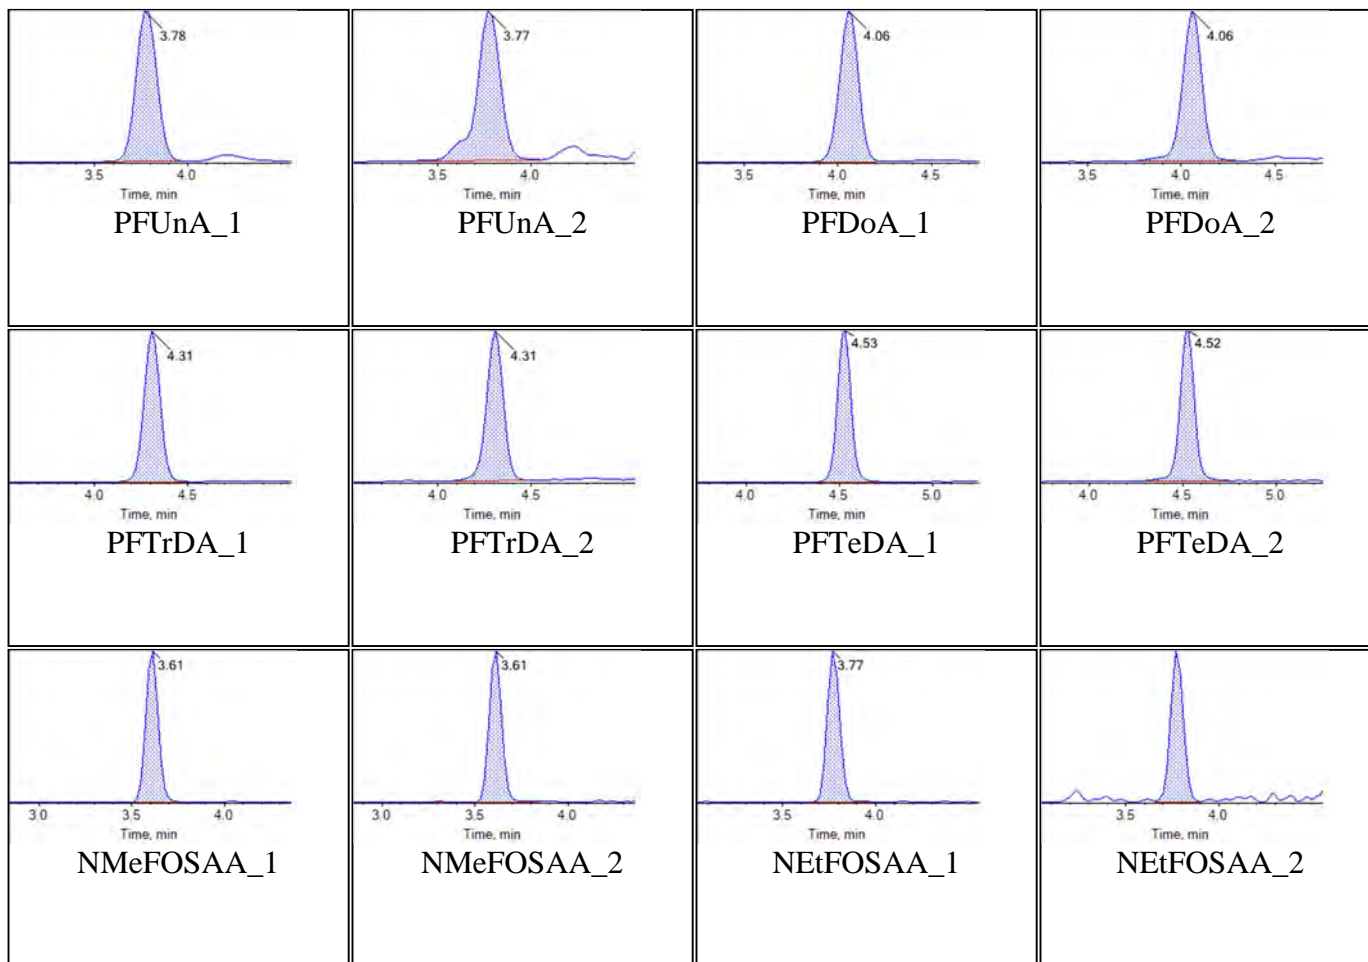 3.78
3.5 4.0
Time, min
PFUnA_1
3.77
3.5 4.0
Time, min
PFUnA_2
4.06
3.5 4.0 4.5
Time, min
PFDoA_1
4.06
3.5 4.0 4.5
Time, min
PFDoA_2
4.31
4.0 4.5
Time, min
PFTrDA_1
4.31
4.0 4.5
Time, min
PFTrDA_2
4.53
4.0 4.5 5.0
Time, min
PFTeDA_1
4.52
4.0 4.5 5.0
Time, min
PFTeDA_2
3.61
3.0 3.5 4.0
Time, min
NMeFOSAA_1
3.61
3.0 3.5 4.0
Time, min
NMeFOSAA_2
3.77
3.5 4.0
Time, min
NEtFOSAA_1
3.5 4.0
Time, min
NEtFOSAA_2